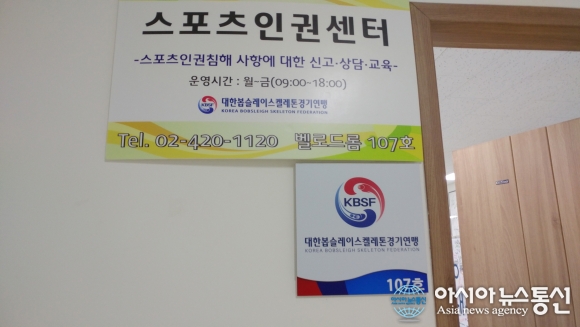 스포츠인권센터
-스포츠인권침해 사항에 대한 신고·상담·교육-
운영시간 : 월-금(09:00-18:00)
KBSF 대한봅슬레이스켈레톤경기연맹
KOREA BOBSLEIGH SKELETON FEDERATION
Tel. 02-420-1120 벨로드롬 107호
KBSF
대한봅슬레이스켈레톤경기연맹
KOREA BOBSLEIGH SKELETON FEDERATION
107호
아시아뉴스통신
Asia news agency